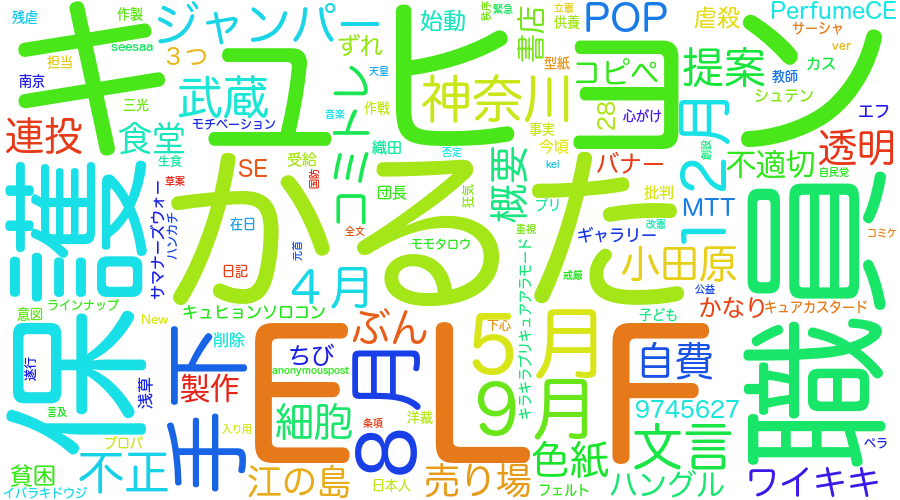 残虐
作製
ジャンパー
始動
秩序
緊急
立憲
供養
書店
POP
虐殺
PerfumeCE
サーシャ
ver
キュヒョン
seesaa
担当
3つ
ずれ
型紙
コピペ
提案
教師
カス
シュテン
エフ
南京
三光
武蔵
天星
音楽
作戦
神奈川
事実
28
心がけ
12月
創設
連投
食堂
モチベーション
コミトレ
織田
今頃
概要
不適切
透明
自民党
生食
草案
SE
受給
国防
否定
kei
団長
狂気
プリ
バナー
批判
MTT
改憲
護
かるた
職員
保
サマナーズウォー
ハンカチ
在日
元首
全文
モモタロウ
重視
ギャラリー
コミケ
日記
4月
戒厳
小田原
公益
ラインナップ
意図
キュヒョンソロコン
かなり
キュアカスタード
キラキラプリキュアアラモード
子ども
New
削除
ぶん
下心
5月
遂行
浅草
手下
製作
ちび
anonymouspost
8月
ELF
9月
自費
言及
プロパ
細胞
条項
洋裁
9745627
貧困
イバラキドウジ
不正
入り用
江の島
日本人
売り場
色紙
フェルト
文言
ハングル
ワイキキ
ペラ